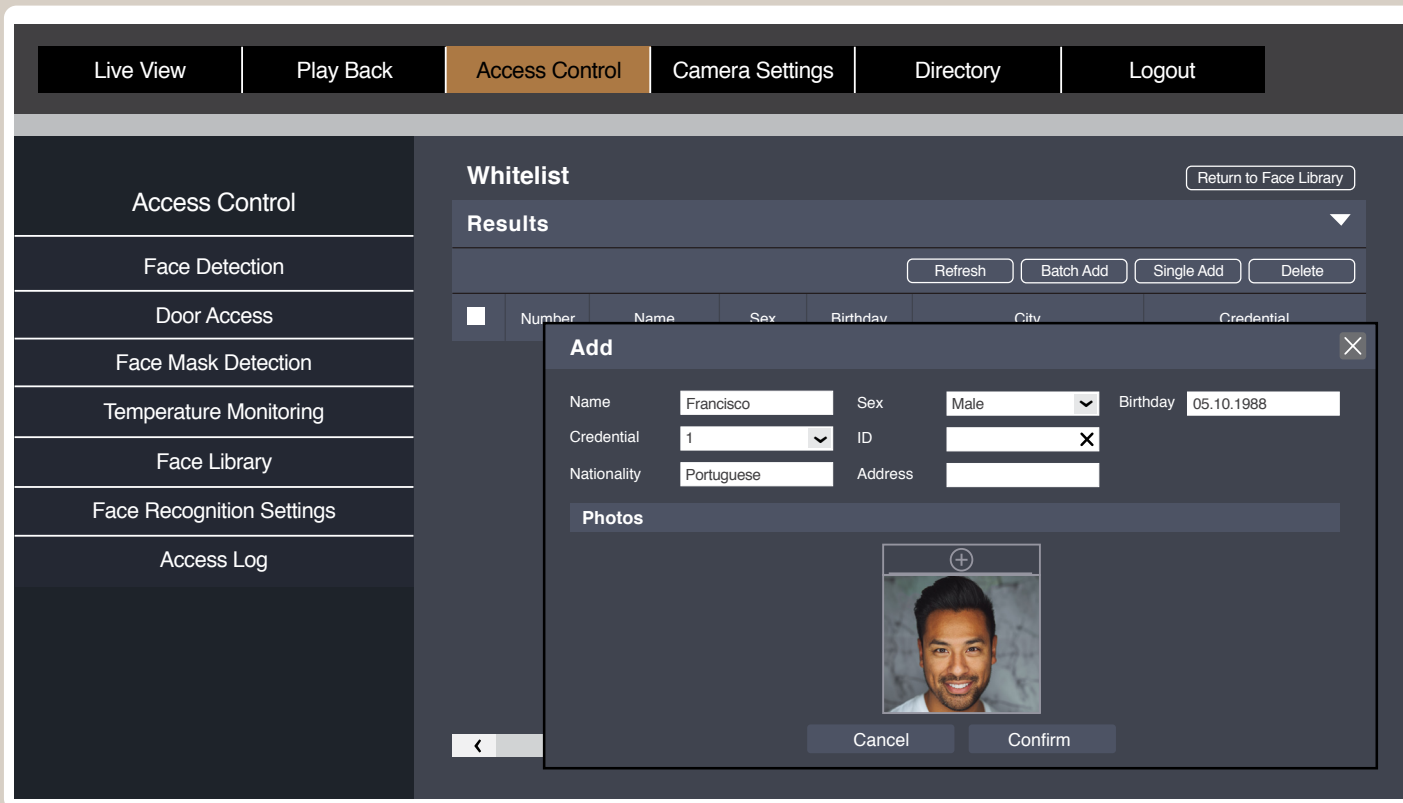 Live View Play Back Access Control Camera Settings Directory Logout
Access Control
Face Detection
Door Access
Face Mask Detection
Temperature Monitoring
Face Library
Face Recognition Settings
Access Log
Whitelist Return to Face Library
Results
Refresh Batch Add Single Add Delete
Number Name Sex Birthday City Credential
Add
Name Francisco Sex Male Birthday 05.10.1988
Credential 1 ID
Nationality Portuguese Address
Photos
Cancel Confirm